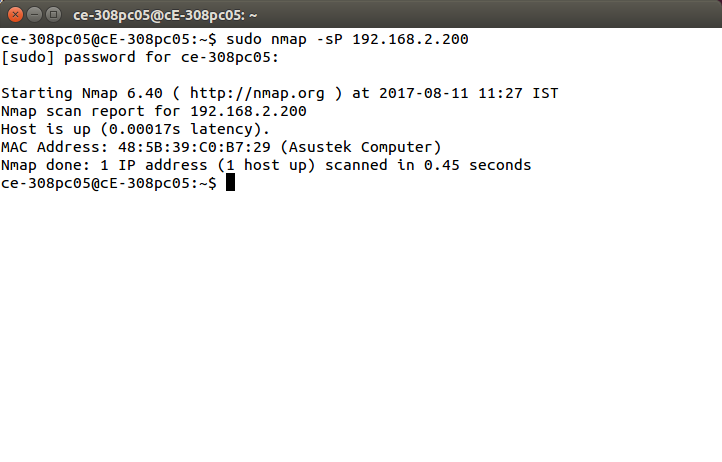 ce-308pc05@cE-308pc05: ~
ce-308pc05@cE-308pc05:~$ sudo nmap -sP 192.168.2.200
[sudo] password for ce-308pc05:
Starting Nmap 6.40 ( http://nmap.org ) at 2017-08-11 11:27 IST
Nmap scan report for 192.168.2.200
Host is up (0.00017s latency).
MAC Address: 48:5B:39:C0:B7:29 (Asustek Computer)
Nmap done: 1 IP address (1 host up) scanned in 0.45 seconds
ce-308pc05@cE-308pc05:~$